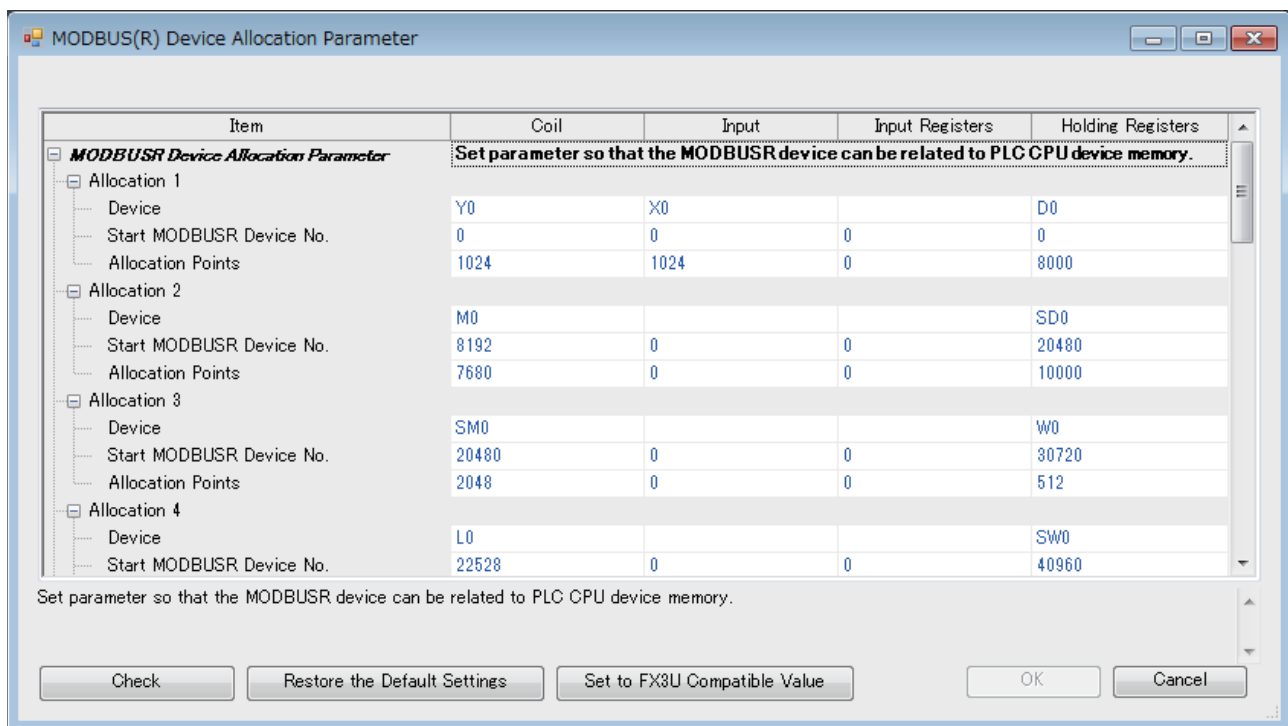 MODBUS(R) Device Allocation Parameter
Item Coil Input Input Registers Holding Registers
MODBUSR Device Allocation Parameter Set parameter so that the MODBUSR device can be related to PLC CPU device memory.
Allocation 1
Device Y0 X0 D0
Start MODBUSR Device No. 0 0 0 0
Allocation Points 1024 1024 0 8000
Allocation 2
Device M0 SD0
Start MODBUSR Device No. 8192 0 0 20480
Allocation Points 7680 0 0 10000
Allocation 3
Device SM0 W0
Start MODBUSR Device No. 20480 0 0 30720
Allocation Points 2048 0 0 512
Allocation 4
Device L0 SW0
Start MODBUSR Device No. 22528 0 0 40960
Set parameter so that the MODBUSR device can be related to PLC CPU device memory.
Check Restore the Default Settings Set to FX3U Compatible Value OK Cancel